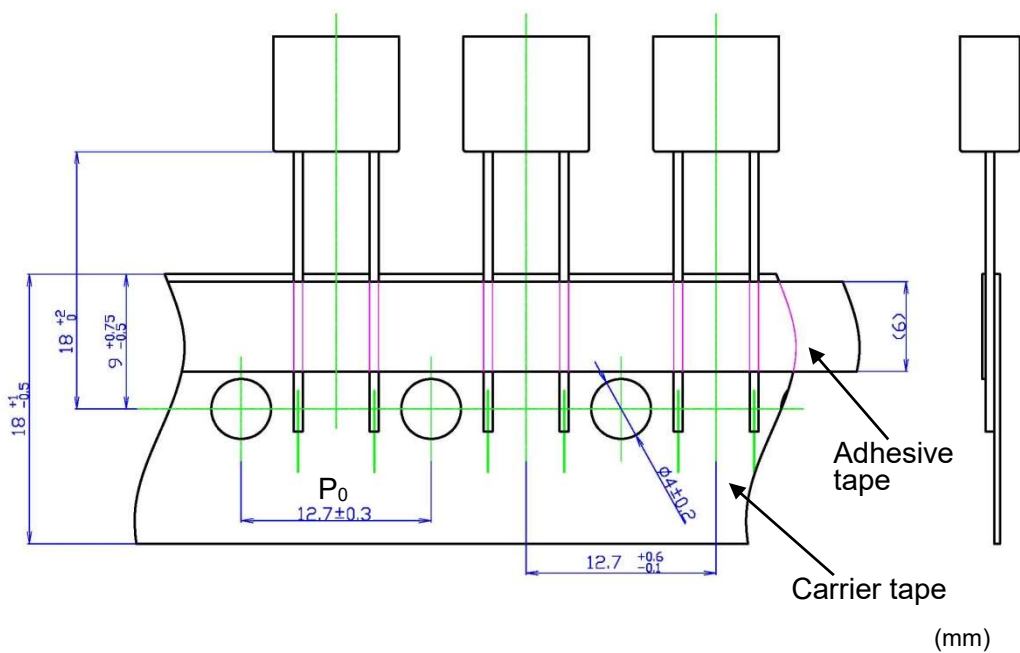 18 +2 0
9 +0.75 -0.5
18 +1 -0.5
(6)
P0
12.7±0.3
φ4±0.2
12.7 +0.6 -0.1
Adhesive
tape
Carrier tape
(mm)